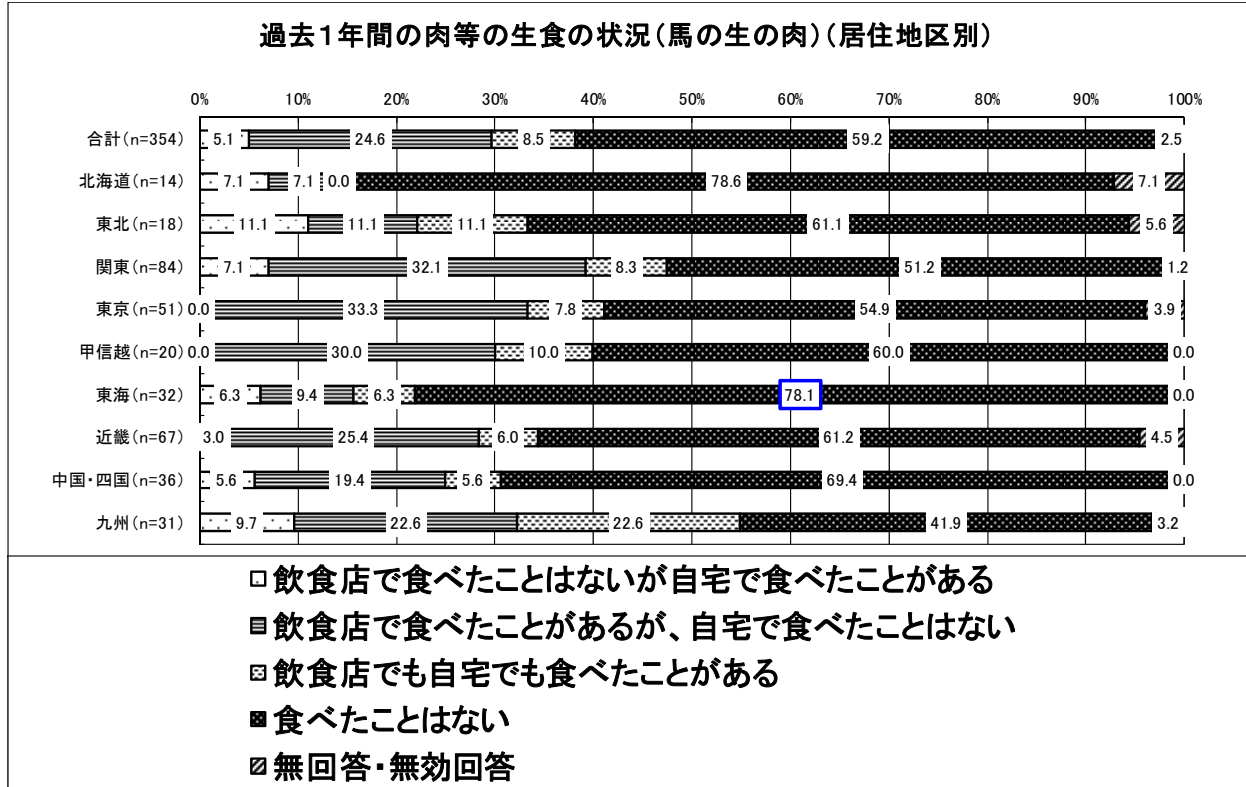 過去1年間の肉等の生食の状況(馬の生の肉)(居住地区別)
0% 10% 20% 30% 40% 50% 60% 70% 80% 90% 100%
合計(n=354) 5.1 24.6 8.5 59.2 2.5
北海道(n=14) 7.1 7.1 0.0 78.6 7.1
東北(n=18) 11.1 11.1 11.1 61.1 5.6
関東(n=84) 7.1 32.1 8.3 51.2 1.2
東京(n=51) 0.0 33.3 7.8 54.9 3.9
甲信越(n=20) 0.0 30.0 10.0 60.0 0.0
東海(n=32) 6.3 9.4 6.3 78.1 0.0
近畿(n=67) 3.0 25.4 6.0 61.2 4.5
中国・四国(n=36) 5.6 19.4 5.6 69.4 0.0
九州(n=31) 9.7 22.6 22.6 41.9 3.2
飲食店で食べたことはないが自宅で食べたことがある
飲食店で食べたことがあるが、自宅で食べたことはない
飲食店でも自宅でも食べたことがある
食べたことはない
無回答・無効回答